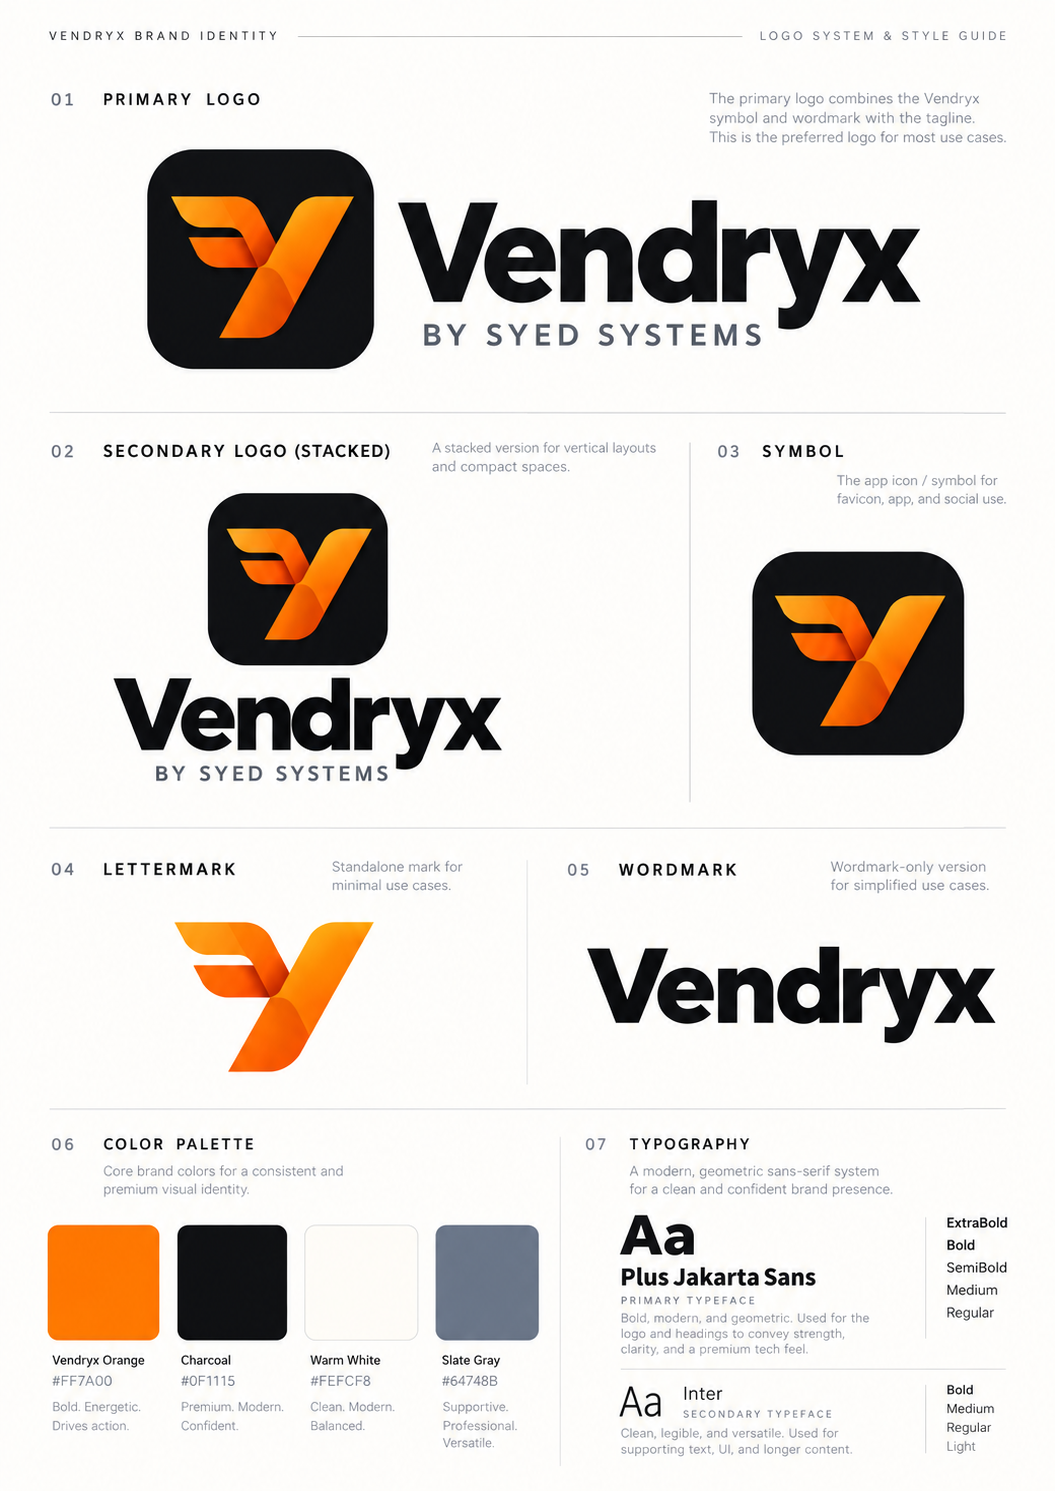 VENDRYX BRAND IDENTITY
LOGO SYSTEM & STYLE GUIDE
01 PRIMARY LOGO
The primary logo combines the Vendryx
symbol and wordmark with the tagline.
This is the preferred logo for most use cases.
Vendryx
BY SYED SYSTEMS
02 SECONDARY LOGO (STACKED)
A stacked version for vertical layouts
and compact spaces.
Vendryx
BY SYED SYSTEMS
03 SYMBOL
The app icon / symbol for
favicon, app, and social use.
04 LETTERMARK
Standalone mark for
minimal use cases.
05 WORDMARK
Wordmark-only version
for simplified use cases.
Vendryx
06 COLOR PALETTE
Core brand colors for a consistent and
premium visual identity.
Vendryx Orange
#FF7A00
Bold. Energetic.
Drives action.
Charcoal
#0F1115
Premium. Modern.
Confident.
Warm White
#FEFCF8
Clean. Modern.
Balanced.
Slate Gray
#64748B
Supportive.
Professional.
Versatile.
07 TYPOGRAPHY
A modern, geometric sans-serif system
for a clean and confident brand presence.
Aa
Plus Jakarta Sans
PRIMARY TYPEFACE
Bold, modern, and geometric. Used for the
logo and headings to convey strength,
clarity, and a premium tech feel.
ExtraBold
Bold
SemiBold
Medium
Regular
Aa
Inter
SECONDARY TYPEFACE
Clean, legible, and versatile. Used for
supporting text, UI, and longer content.
Bold
Medium
Regular
Light